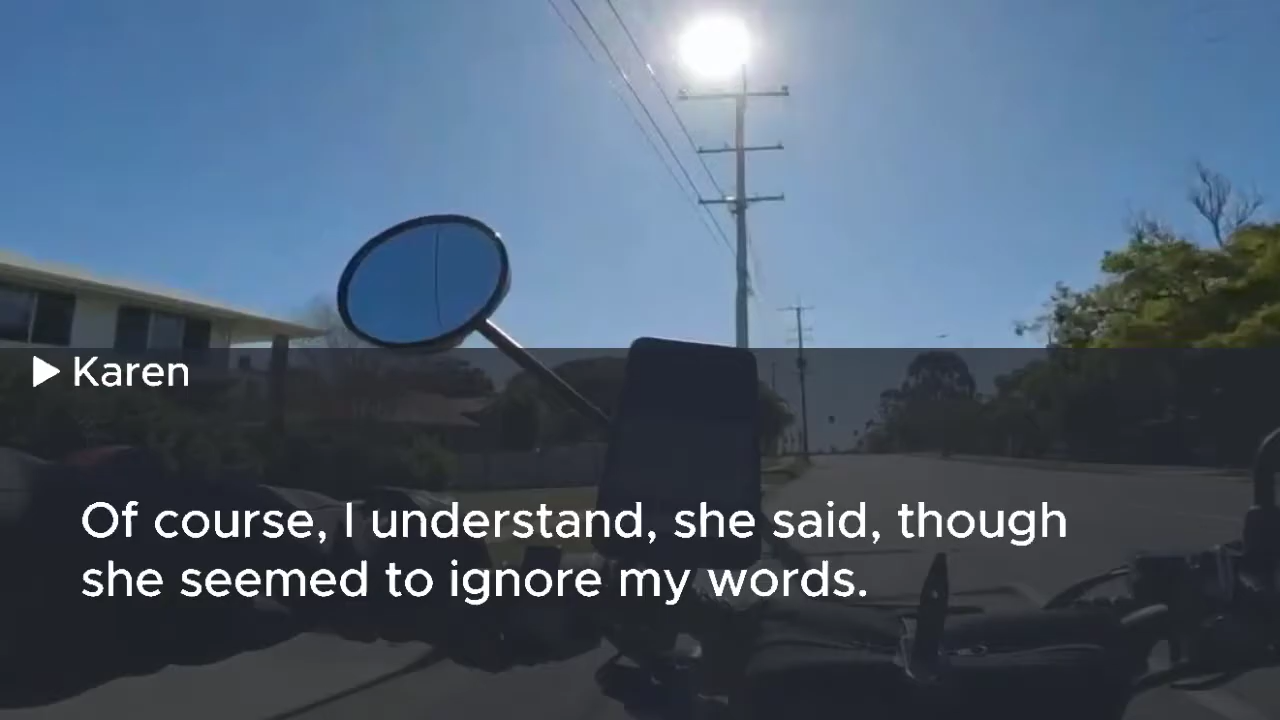 ▶ Karen
Of course, I understand, she said, though
she seemed to ignore my words.